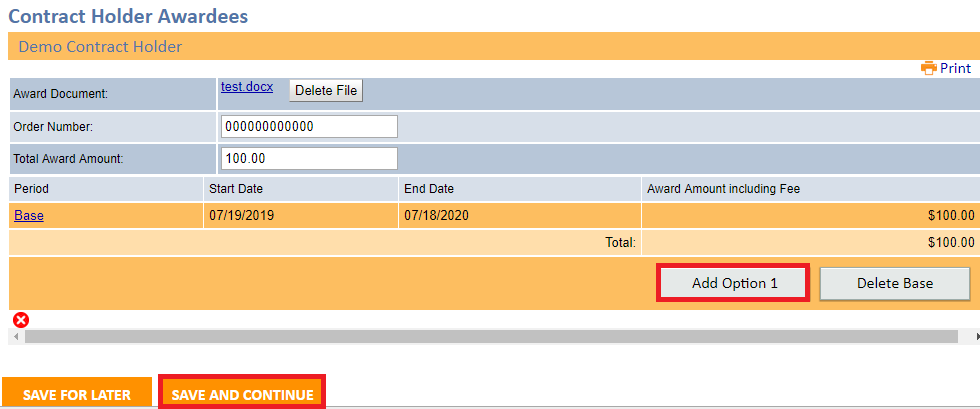 Contract Holder Awardees
Demo Contract Holder
Print
Award Document: test.docx Delete File
Order Number: 000000000000
Total Award Amount: 100.00
Period Start Date End Date Award Amount including Fee
Base 07/19/2019 07/18/2020 $100.00
Total: $100.00
Add Option 1 Delete Base
SAVE FOR LATER SAVE AND CONTINUE